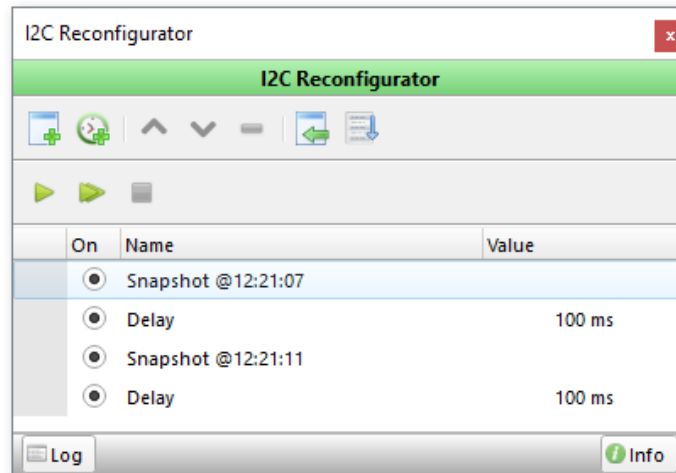 I2C Reconfigurator
x
I2C Reconfigurator
On Name Value
Snapshot @12:21:07
Delay 100 ms
Snapshot @12:21:11
Delay 100 ms
Log Info